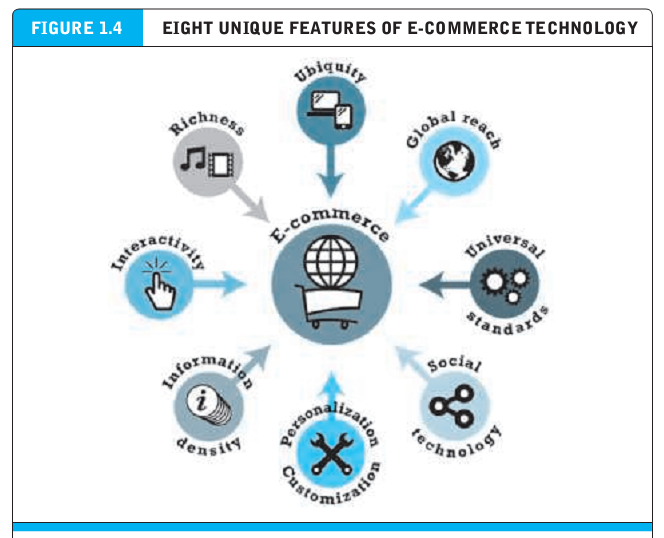 FIGURE 1.4
EIGHT UNIQUE FEATURES OF E-COMMERCE TECHNOLOGY
Ubiquity
Richness
Global reach
E-commerce
Interactivity
Universal
standards
Information
density
Social
technology
Personalization
Customization
i